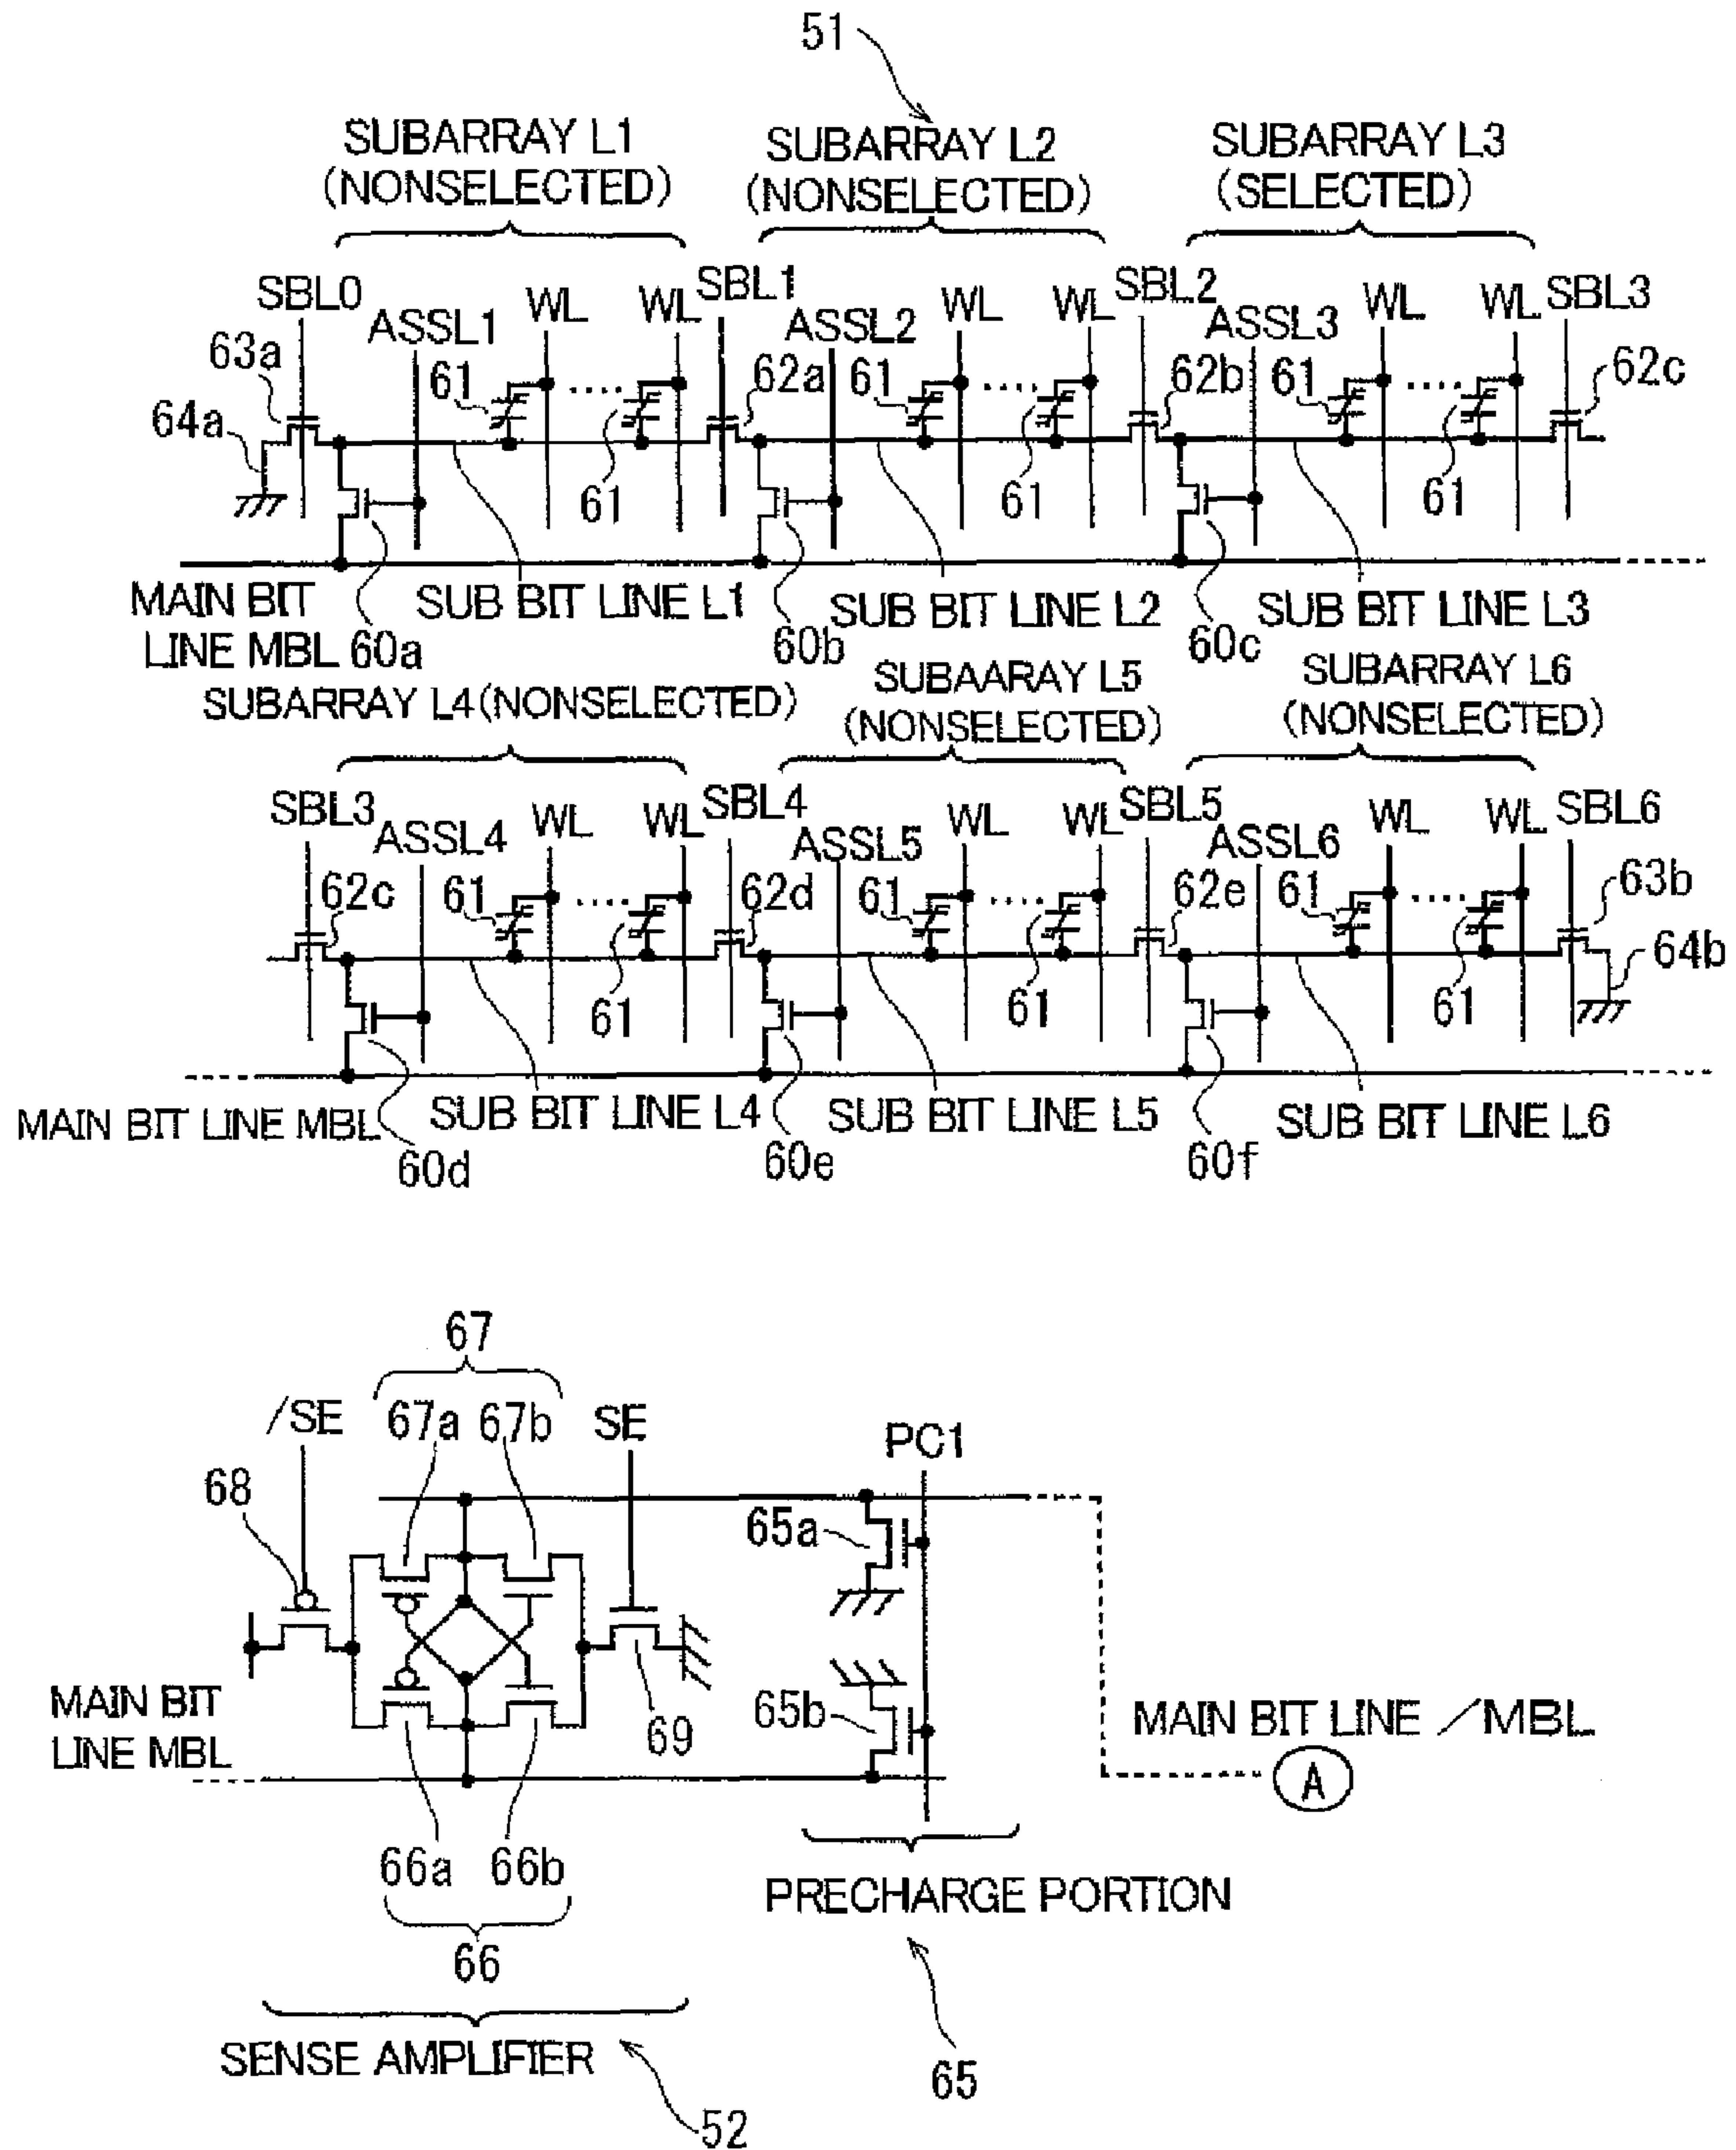 51
SUBARRAY L1
(NONSELECTED)
SUBARRAY L2
(NONSELECTED)
SUBARRAY L3
(SELECTED)
SBL0
ASSL1
WL
WL
SBL1
ASSL2
WL
WL
SBL2
ASSL3
WL
WL
SBL3
63a
64a
61
61
62a
61
61
62b
61
61
62c
MAIN BIT
LINE MBL
60a
SUB BIT LINE L1
60b
SUB BIT LINE L2
60c
SUB BIT LINE L3
SUBARRAY L4(NONSELECTED)
SUBAARAY L5
(NONSELECTED)
SUBARRAY L6
(NONSELECTED)
SBL3
ASSL4
WL
WL
SBL4
ASSL5
WL
WL
SBL5
ASSL6
WL
WL
SBL6
62c
61
61
62d
61
61
62e
61
61
63b
64b
MAIN BIT LINE MBL
60d
SUB BIT LINE L4
60e
SUB BIT LINE L5
60f
SUB BIT LINE L6
67
/SE
67a
67b
SE
PC1
68
65a
MAIN BIT
LINE MBL
69
65b
MAIN BIT LINE /MBL
A
66a
66b
66
PRECHARGE PORTION
65
SENSE AMPLIFIER
52